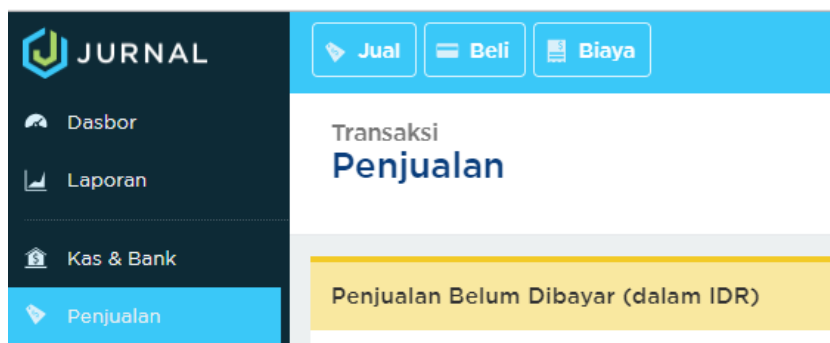 JURNAL
Jual
Beli
Biaya
Dasbor
Laporan
Kas & Bank
Penjualan
Transaksi
Penjualan
Penjualan Belum Dibayar (dalam IDR)